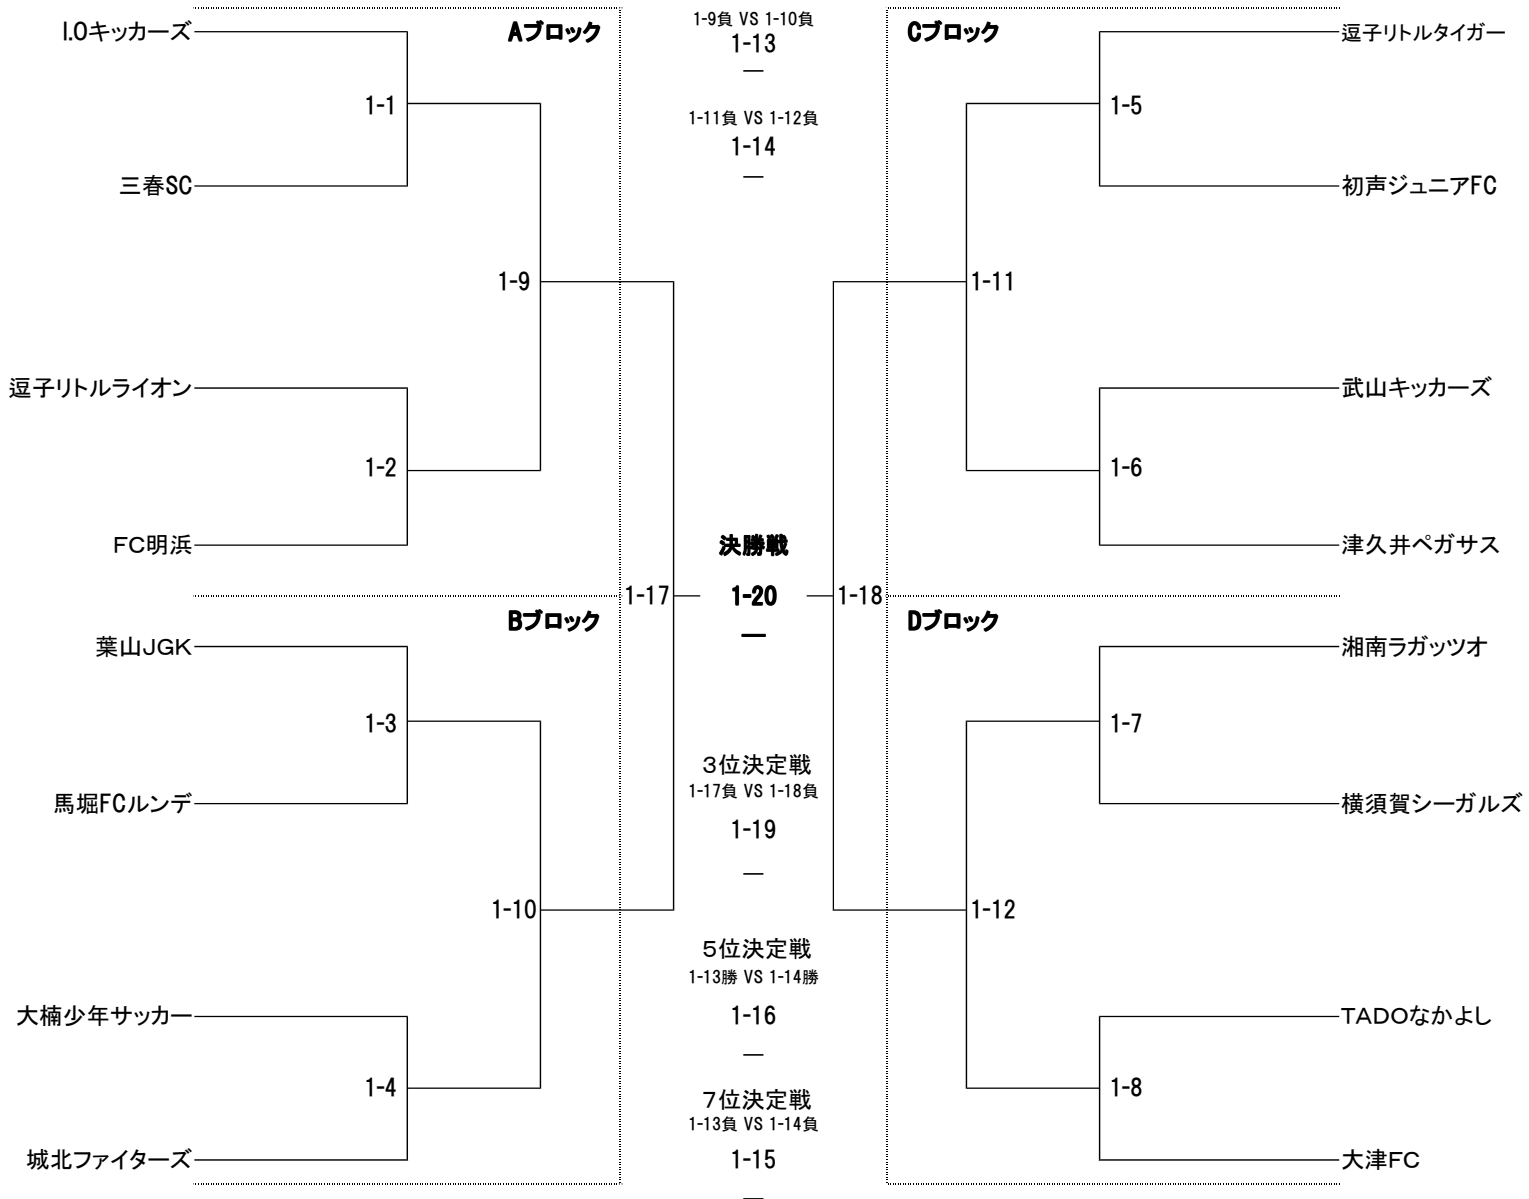 Aブロック
I.Oキッカーズ
1-1
三春SC
1-9
逗子リトルライオン
1-2
FC明浜
1-17
Bブロック
葉山JGK
1-3
馬堀FCルンデ
1-10
大楠少年サッカー
1-4
城北ファイターズ
1-9負 VS 1-10負
1-13
―
1-11負 VS 1-12負
1-14
―
決勝戦
1-20
―
3位決定戦
1-17負 VS 1-18負
1-19
―
5位決定戦
1-13勝 VS 1-14勝
1-16
―
7位決定戦
1-13負 VS 1-14負
1-15
―
Cブロック
逗子リトルタイガー
1-5
初声ジュニアFC
1-11
武山キッカーズ
1-6
津久井ペガサス
1-18
Dブロック
湘南ラガッツオ
1-7
横須賀シーガルズ
1-12
TADOなかよし
1-8
大津FC